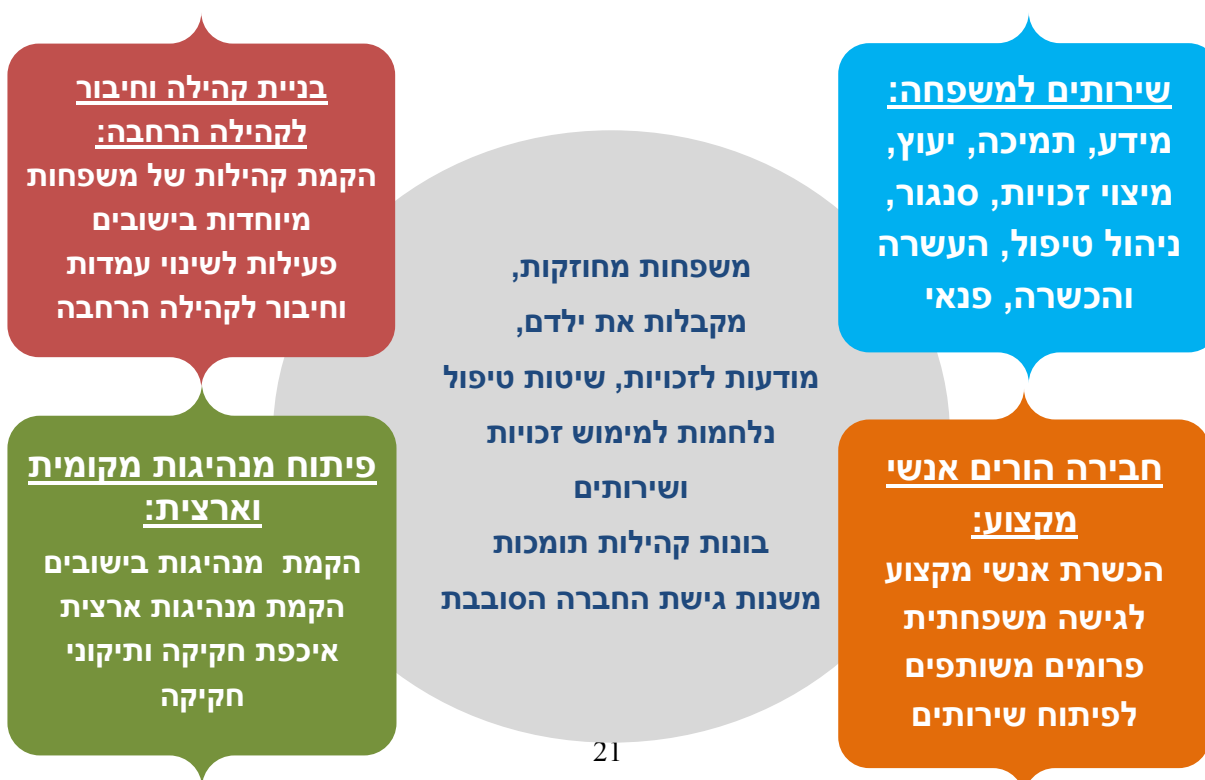 שירותים למשפחה:
מידע, תמיכה, יעוץ,
מיצוי זכויות, סנגור,
ניהול טיפול, העשרה
והכשרה, פנאי
בניית קהילה וחיבור
לקהילה הרחבה:
הקמת קהילות של משפחות
מיוחדות בישובים
פעילות לשינוי עמדות
וחיבור לקהילה הרחבה
משפחות מחוזקות,
מקבלות את ילדם,
מודעות לזכויות, שיטות טיפול
נלחמות למימוש זכויות
ושירותים
בונות קהילות תומכות
משנות גישת החברה הסובבת
חבירה הורים אנשי
מקצוע:
הכשרת אנשי מקצוע
לגישה משפחתית
פרומים משותפים
לפיתוח שירותים
פיתוח מנהיגות מקומית
וארצית:
הקמת מנהיגות בישובים
הקמת מנהיגות ארצית
איכפת חקיקה ותיקוני
חקיקה
21